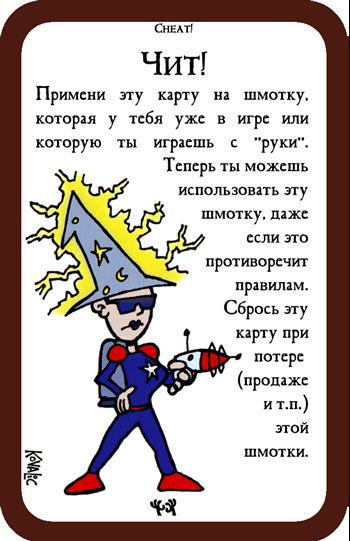 Cheat!
Чит!
Примени эту карту на шмотку,
которая у тебя уже в игре или
которую ты играешь с "руки".
Теперь ты можешь
использовать эту
шмотку, даже
если это
противоречит
правилам.
Сбрось эту
карту при
потере
(продаже
и т.п.)
этой
шмотки.
Kovalic